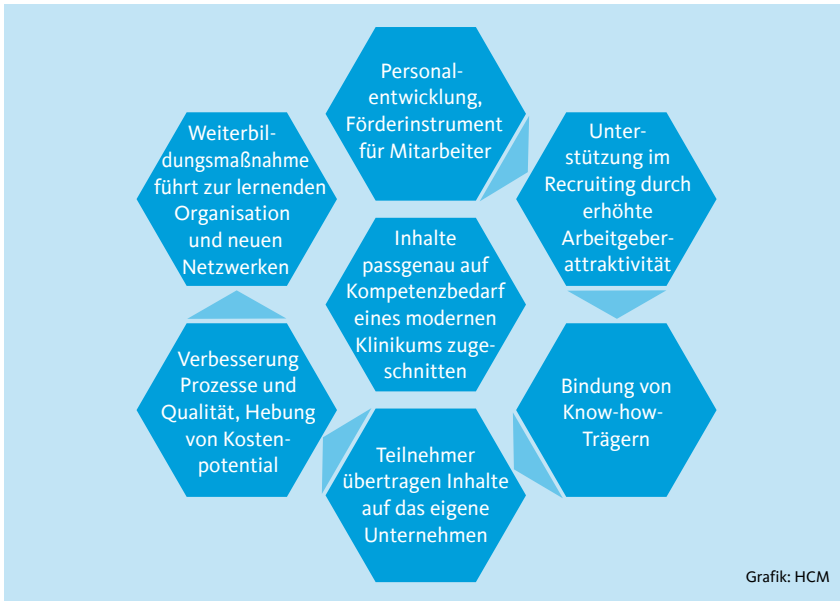 Personal-
entwicklung,
Förderinstrument
für Mitarbeiter
Unter-
stützung im
Recruiting durch
erhöhte
Arbeitgeber-
attraktivität
Bindung von
Know-how-
Trägern
Teilnehmer
übertragen Inhalte
auf das eigene
Unternehmen
Verbesserung
Prozesse und
Qualität, Hebung
von Kosten-
potential
Weiterbil-
dungsmaßnahme
führt zur lernenden
Organisation
und neuen
Netzwerken
Inhalte
passgenau auf
Kompetenzbedarf
eines modernen
Klinikums zuge-
schnitten
Grafik: HCM